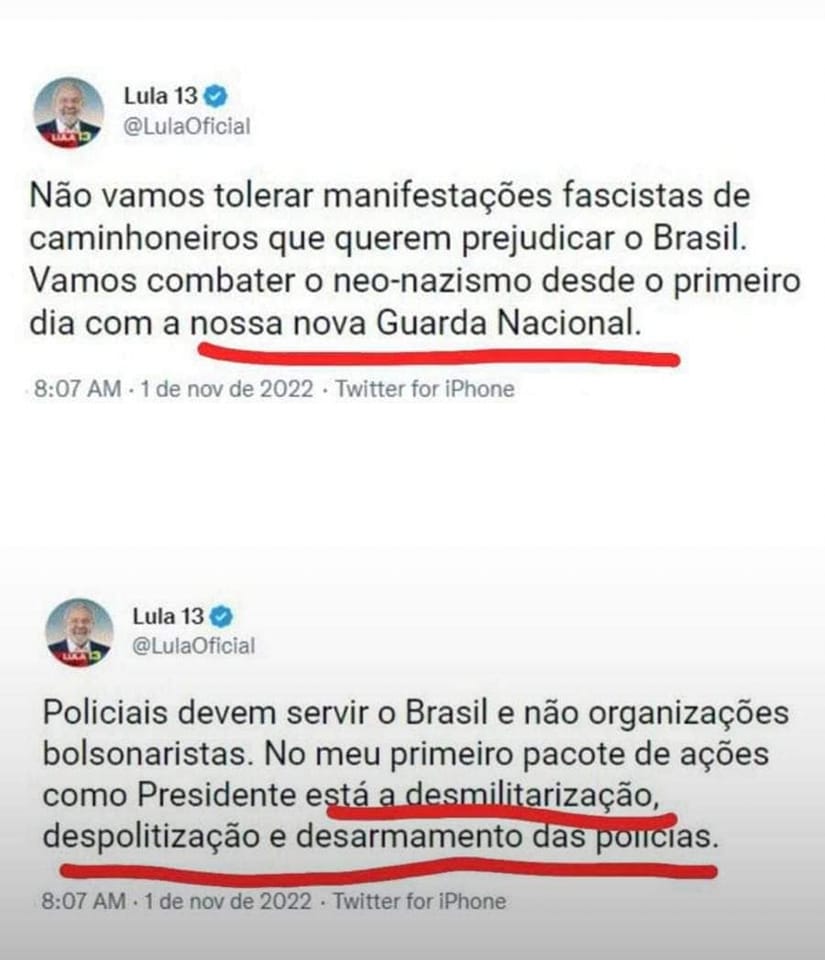 Lula 13
@LulaOficial
Não vamos tolerar manifestações fascistas de
caminhoneiros que querem prejudicar o Brasil.
Vamos combater o neo-nazismo desde o primeiro
dia com a nossa nova Guarda Nacional.
8:07 AM · 1 de nov de 2022 · Twitter for iPhone
Lula 13
@LulaOficial
Policiais devem servir o Brasil e não organizações
bolsonaristas. No meu primeiro pacote de ações
como Presidente está a desmilitarização,
despolitização e desarmamento das polícias.
8:07 AM · 1 de nov de 2022 · Twitter for iPhone